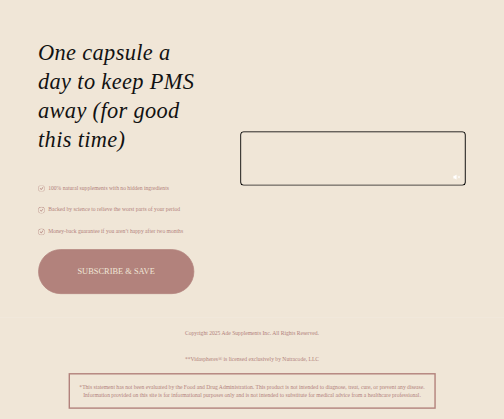 One capsule a
day to keep PMS
away (for good
this time)
100% natural supplements with no hidden ingredients
Backed by science to relieve the worst parts of your period
Money-back guarantee if you aren't happy after two months
SUBSCRIBE & SAVE
Copyright 2025 Ade Supplements Inc. All Rights Reserved.
is licensed exclusively by Nutracode, LLC
*This statement has not been evaluated by the Food and Drug Administration. This product is not intended to diagnose, treat, cure, or prevent any disease.
Information provided on this site is for informational purposes only and is not intended to substitute for medical advice from a healthcare professional.